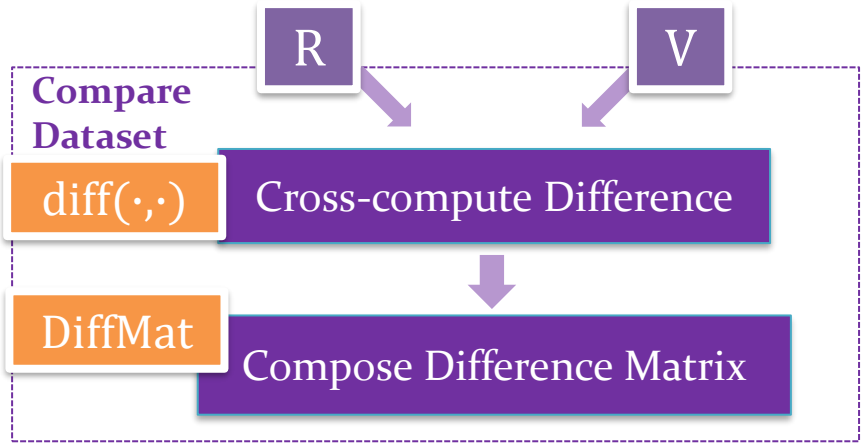 R
V
Compare
Dataset
diff(·,·)
Cross-compute Difference
DiffMat
Compose Difference Matrix